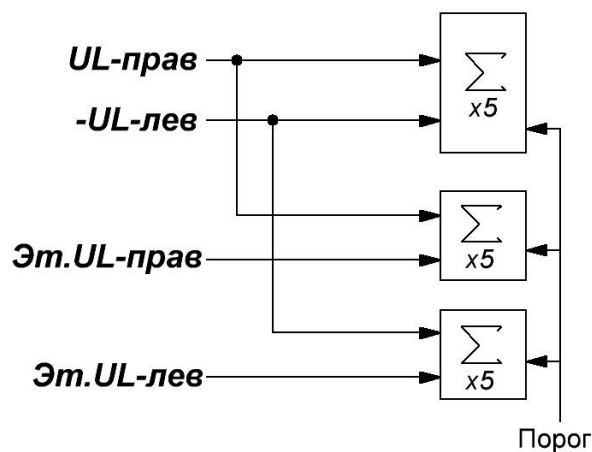 UL-прав
∑
x5
-UL-лев
Эт.UL-прав
∑
x5
Эт.UL-лев
∑
x5
Порог